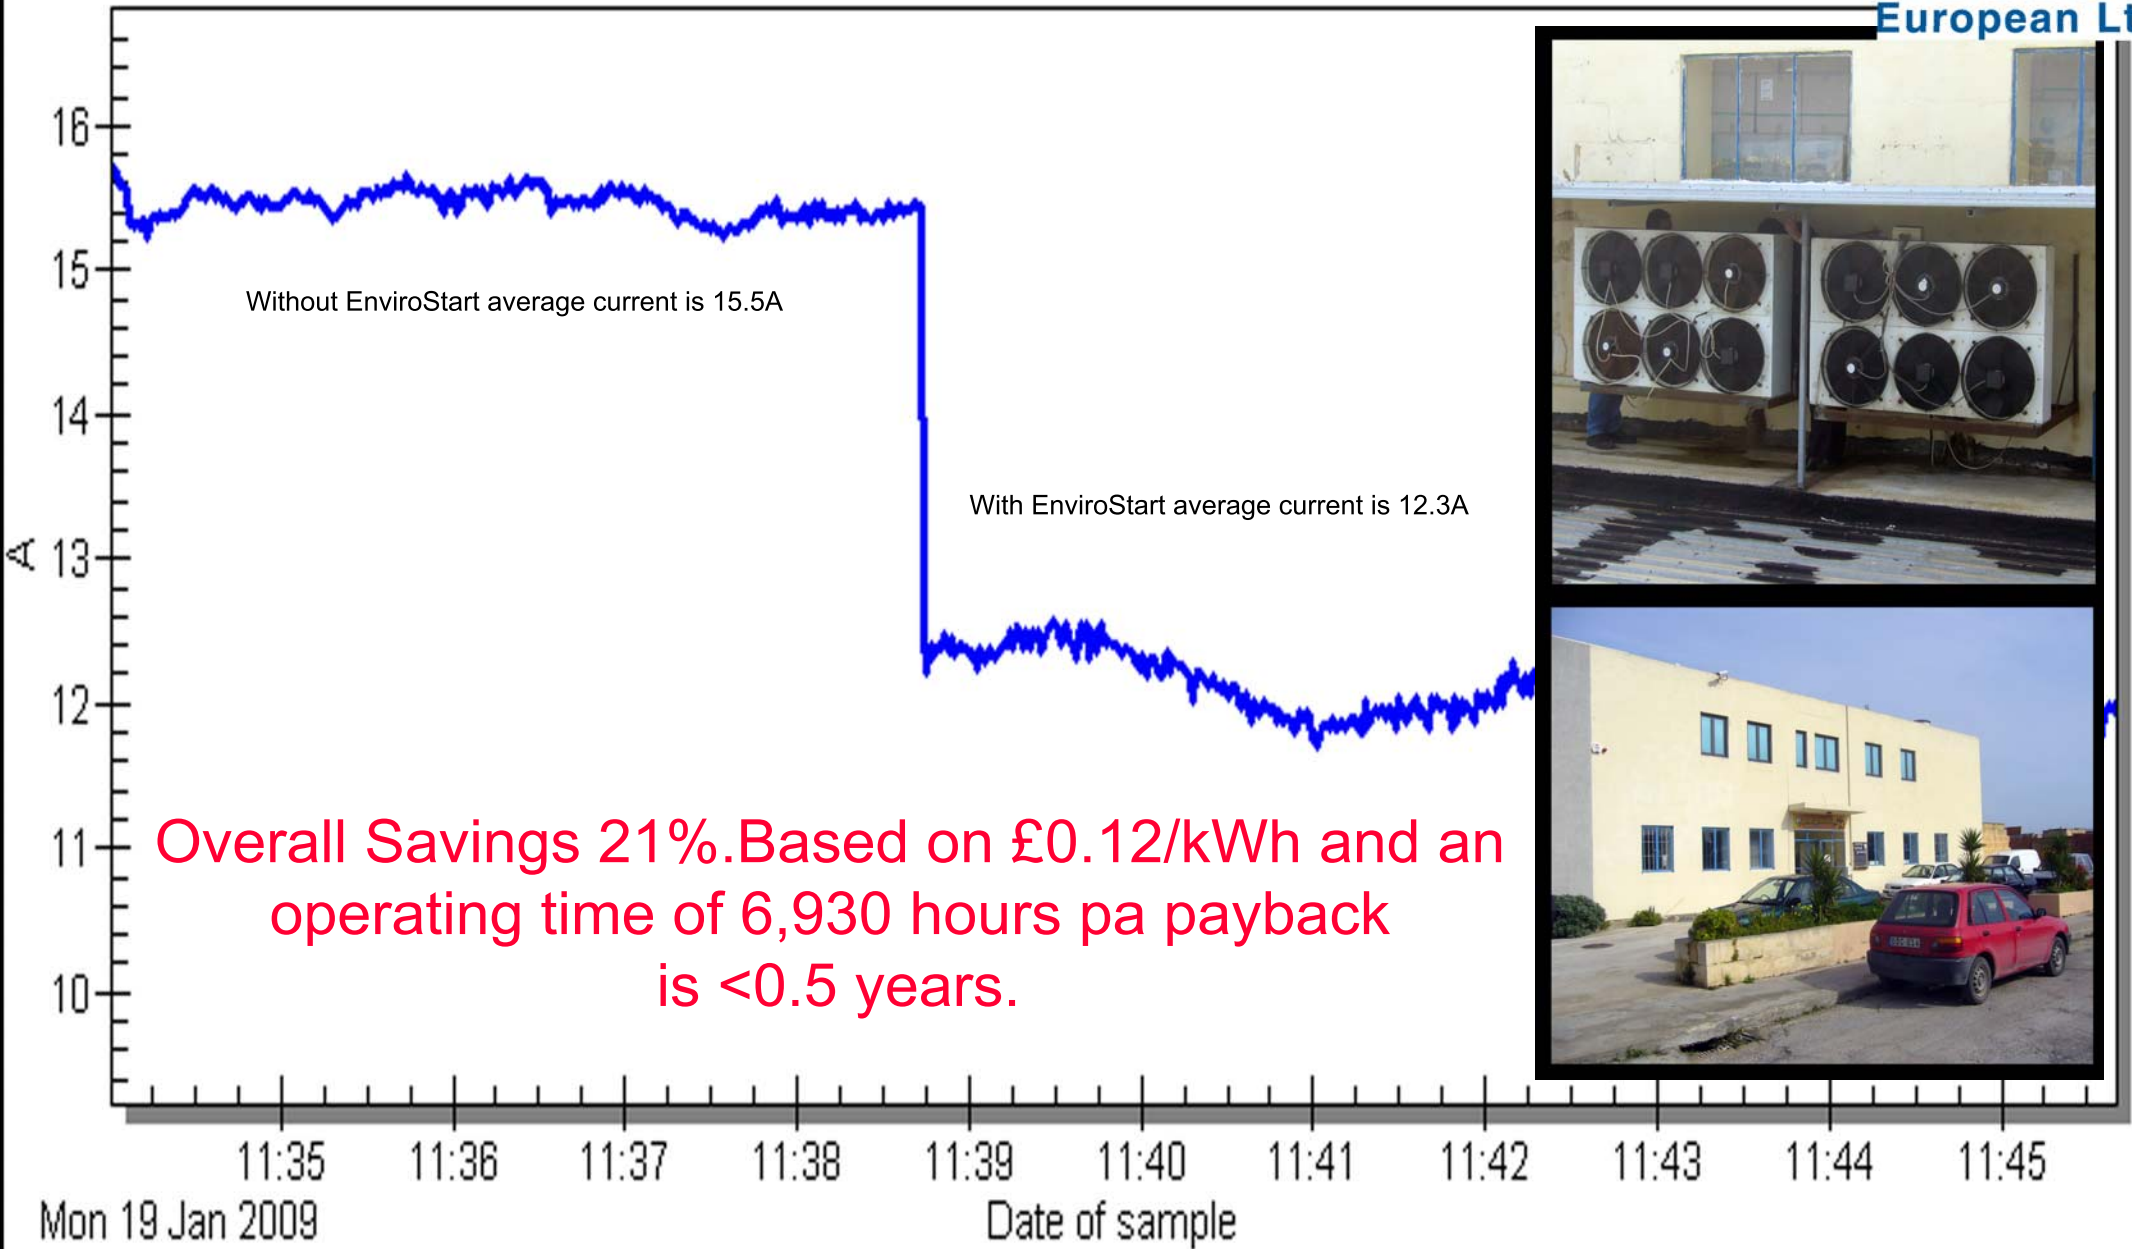 European Lt
16
15
Without EnviroStart average current is 15.5A
14
With EnviroStart average current is 12.3A
A
13
12
11
Overall Savings 21%.Based on £0.12/kWh and an
operating time of 6,930 hours pa payback
is <0.5 years.
10
11:35 11:36 11:37 11:38 11:39 11:40 11:41 11:42 11:43 11:44 11:45
Mon 19 Jan 2009 Date of sample